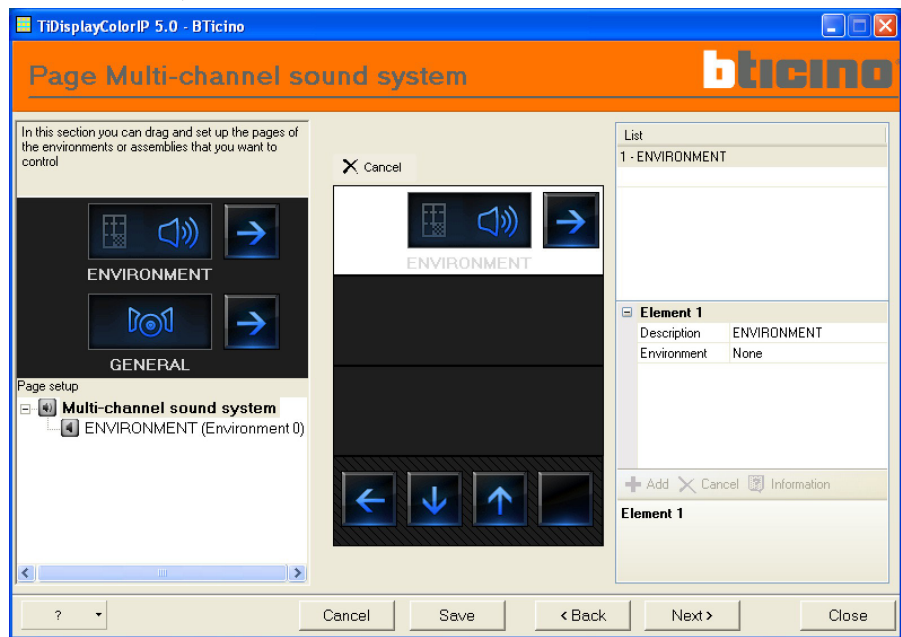 TiDisplayColorIP 5.0 - BTicino
Page Multi-channel sound system
bticino
In this section you can drag and set up the pages of
the environments or assemblies that you want to
control
ENVIRONMENT
GENERAL
Page setup
Multi-channel sound system
ENVIRONMENT (Environment 0)
Cancel
ENVIRONMENT
List
1 - ENVIRONMENT
Element 1
Description ENVIRONMENT
Environment None
Add Cancel Information
Element 1
? Cancel Save < Back Next > Close